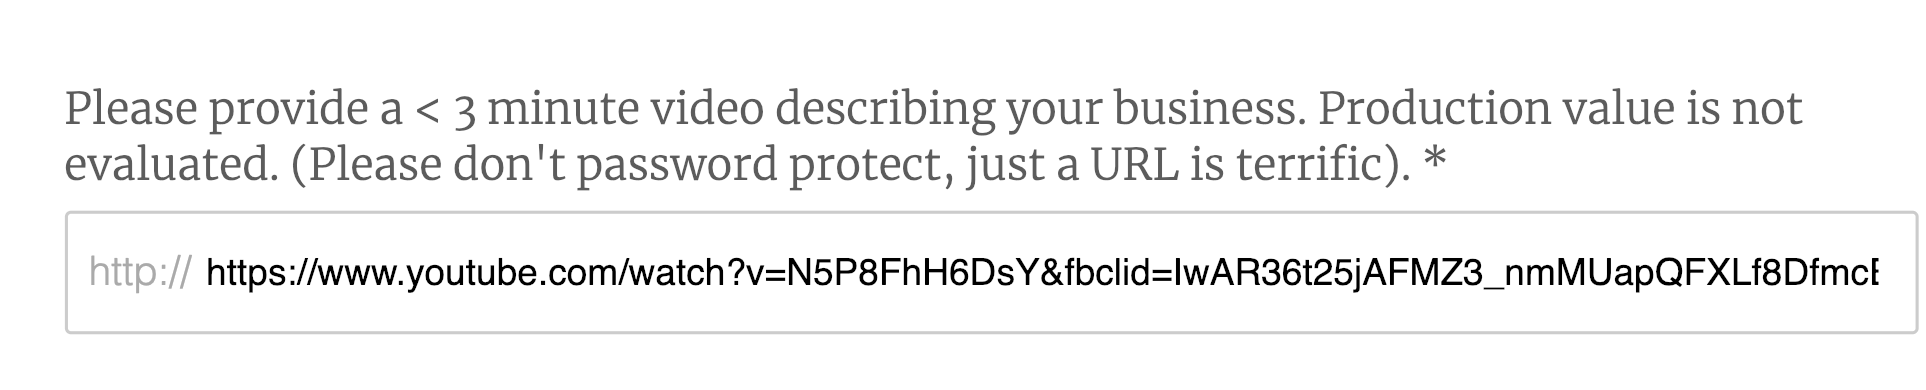 Please provide a < 3 minute video describing your business. Production value is not
evaluated. (Please don't password protect, just a URL is terrific). *
http:// https://www.youtube.com/watch?v=N5P8FhH6DsY&fbclid=IwAR36t25jAFMZ3_nmMUapQFXLf8Dfmc